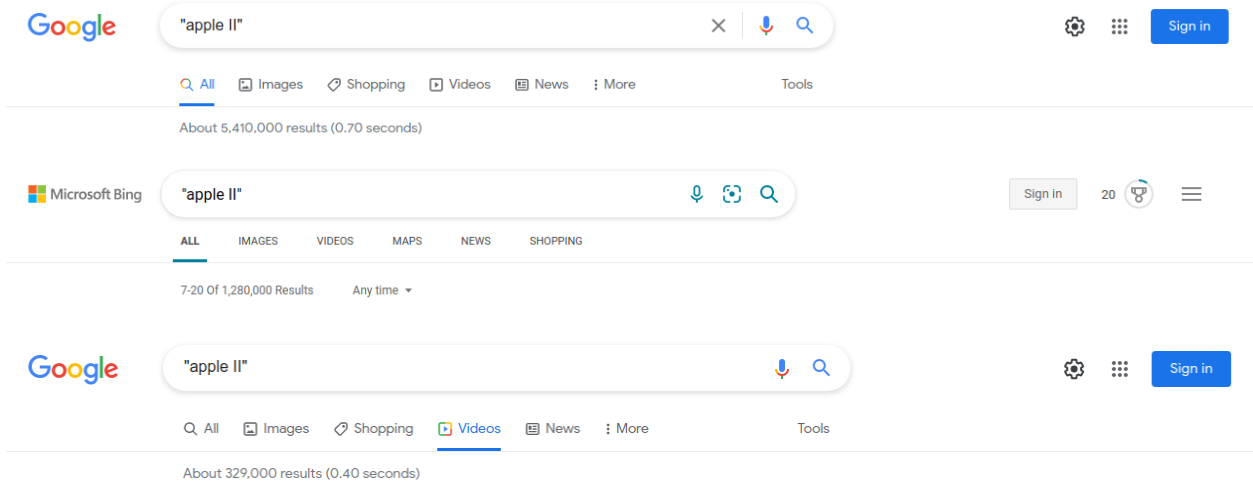 Google "apple II" Sign in
All Images Shopping Videos News More Tools
About 5,410,000 results (0.70 seconds)
Microsoft Bing "apple II" Sign in 20
ALL IMAGES VIDEOS MAPS NEWS SHOPPING
7-20 Of 1,280,000 Results Any time
Google "apple II" Sign in
All Images Shopping Videos News More Tools
About 329,000 results (0.40 seconds)